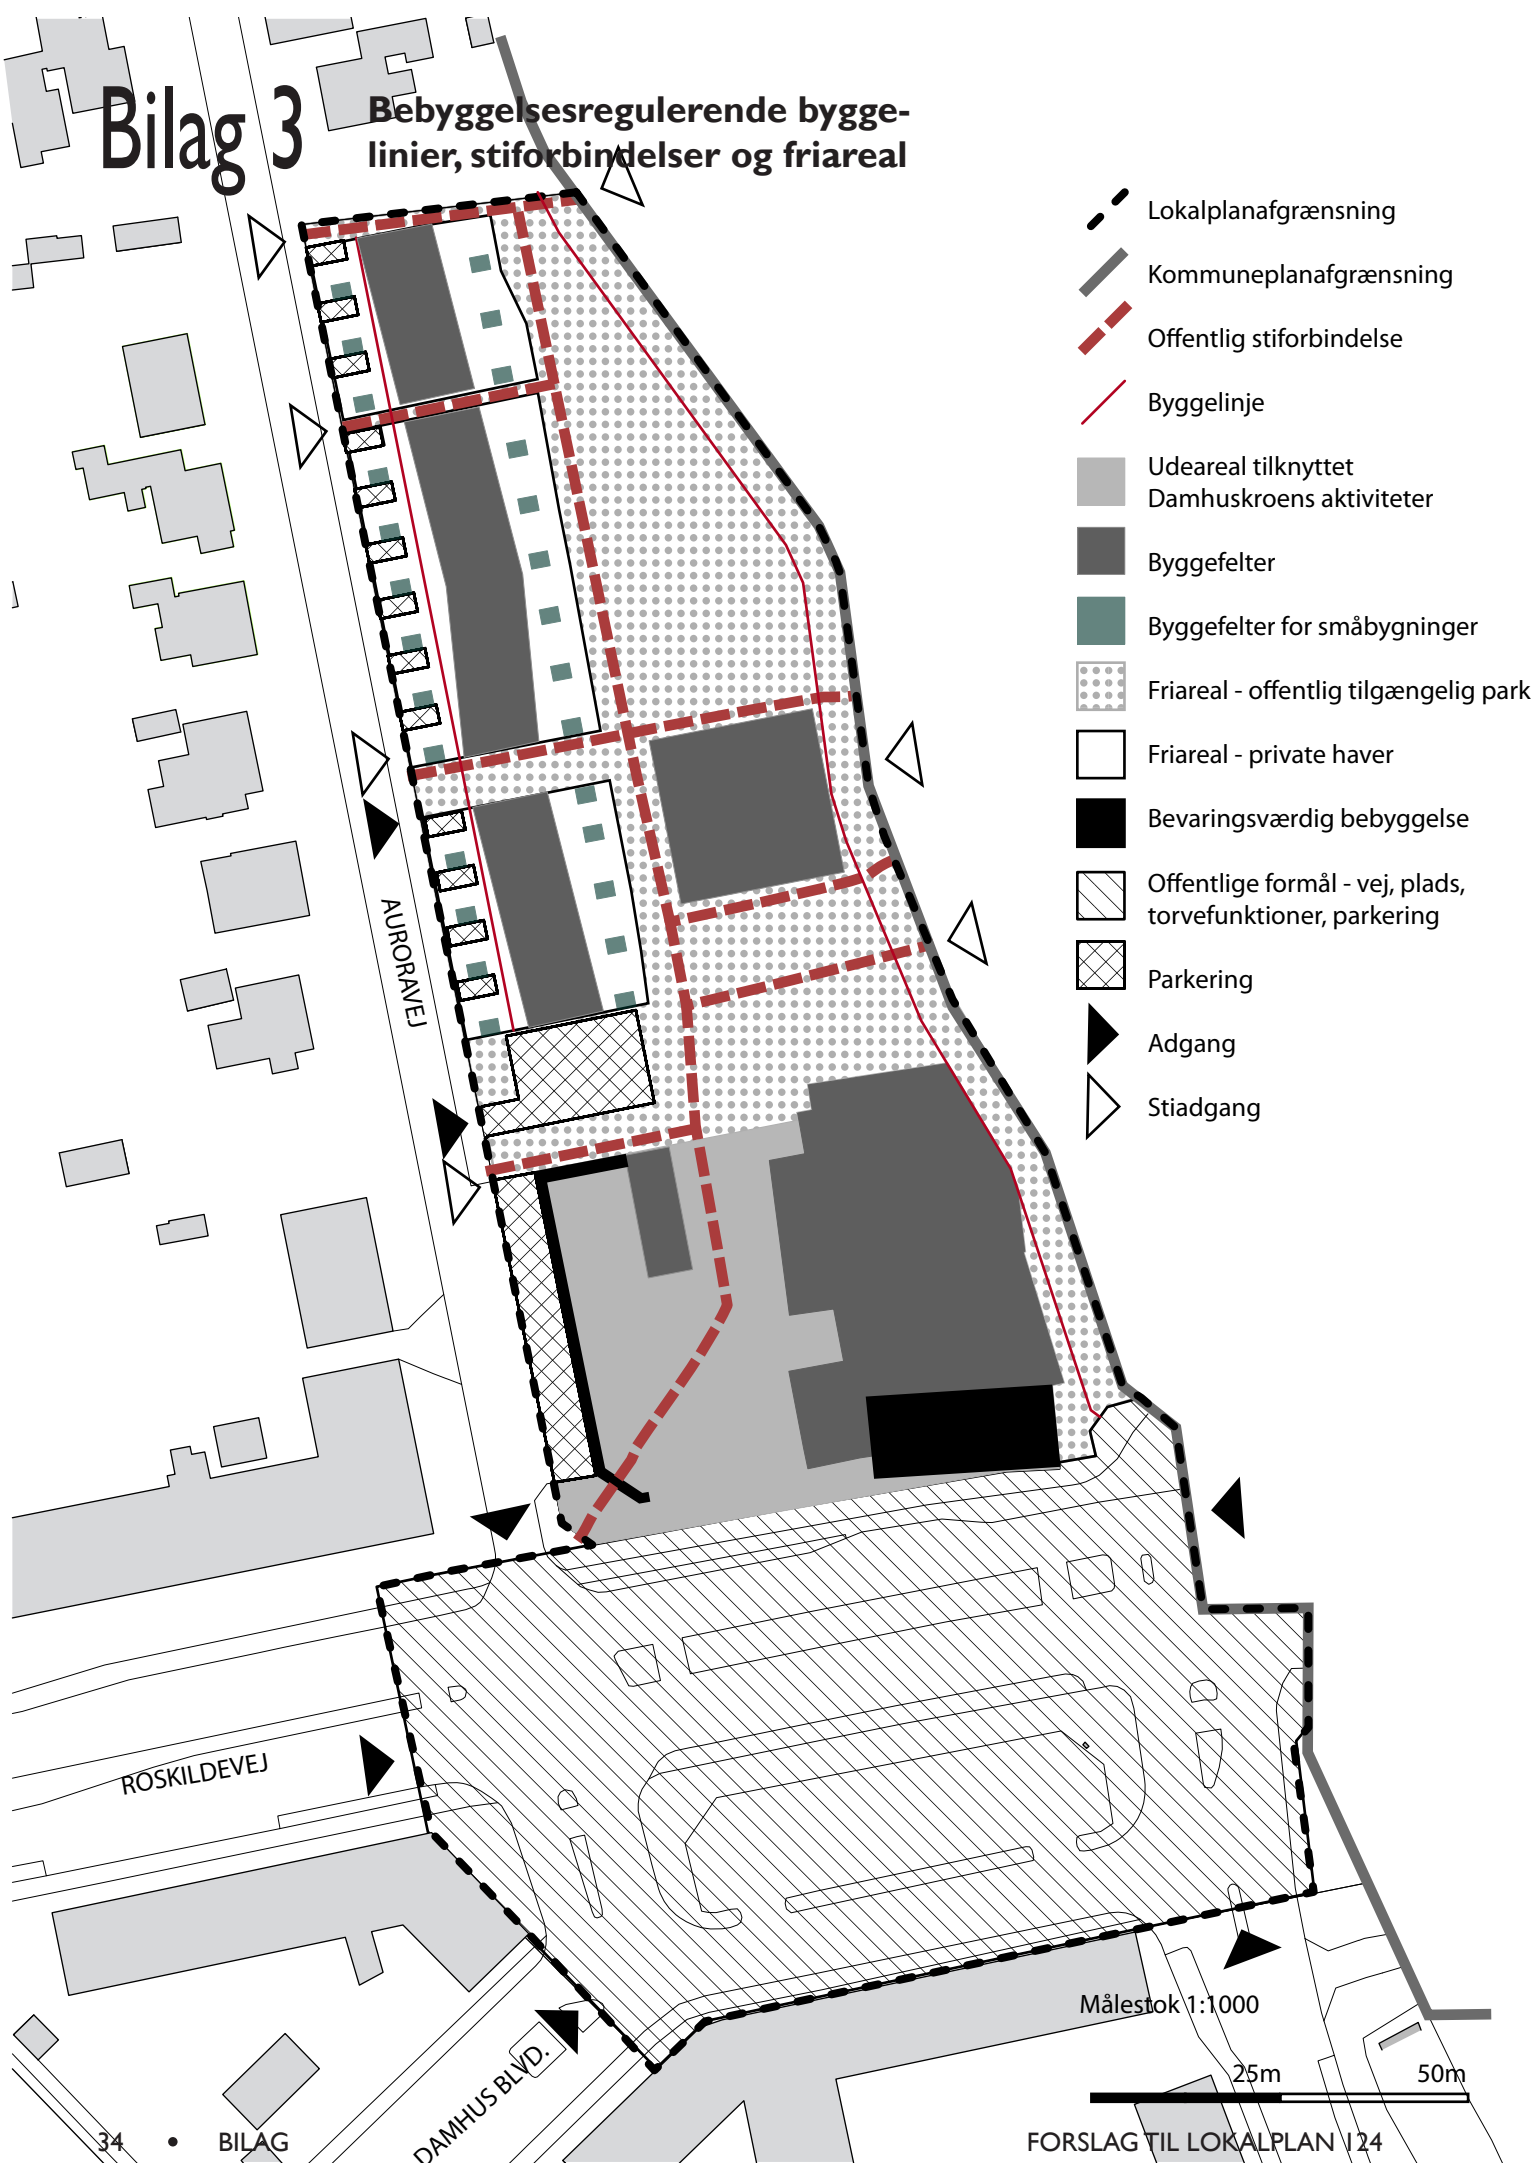 Bilag 3
Bebyggelsesregulerende bygge-
linier, stiforbindelser og friareal
Lokalplanafgrænsning
Kommuneplanafgrænsning
Offentlig stiforbindelse
Byggelinje
Udeareal tilknyttet
Damhuskroens aktiviteter
Byggefelter
Byggefelter for småbygninger
Friareal - offentlig tilgængelig park
Friareal - private haver
Bevaringsværdig bebyggelse
Offentlige formål - vej, plads,
torvefunktioner, parkering
Parkering
Adgang
Stiadgang
AURORAVEJ
ROSKILDEVEJ
DAMHUS BLVD.
Målestok 1:1000
25m 50m
34 • BILAG
FORSLAG TIL LOKALPLAN 124